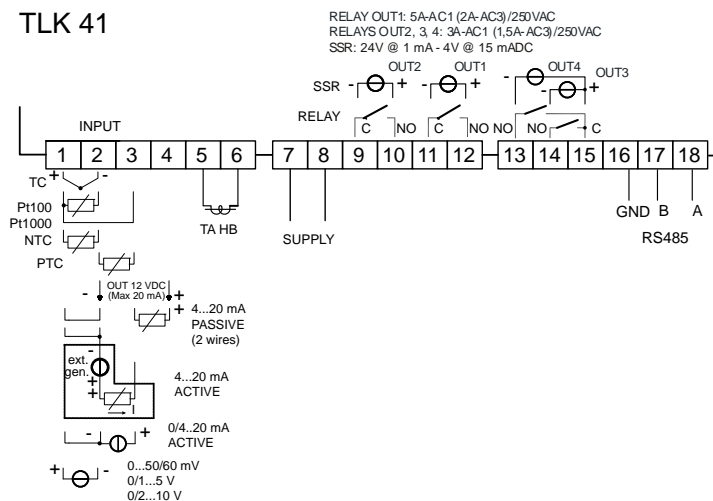 TLK 41
RELAY OUT1: 5A-AC1 (2A-AC3)/250VAC
RELAYS OUT2, 3, 4: 3A-AC1 (1,5A-AC3)/250VAC
SSR: 24V @ 1 mA - 4V @ 15 mADC
OUT2 OUT1 OUT4 OUT3
SSR - + - + - - +
RELAY
C NO C NO NO NO C
INPUT
1 2 3 4 5 6 7 8 9 10 11 12 13 14 15 16 17 18
TC + -
Pt100
Pt1000
NTC
PTC
TA HB
SUPPLY
GND B A
RS485
OUT 12 VDC
(Max 20 mA)
- +
+ 4...20 mA
PASSIVE
(2 wires)
-
ext.
gen.
+
+
I
4...20 mA
ACTIVE
- + 0/4..20 mA
ACTIVE
+ - 0...50/60 mV
0/1...5 V
0/2...10 V